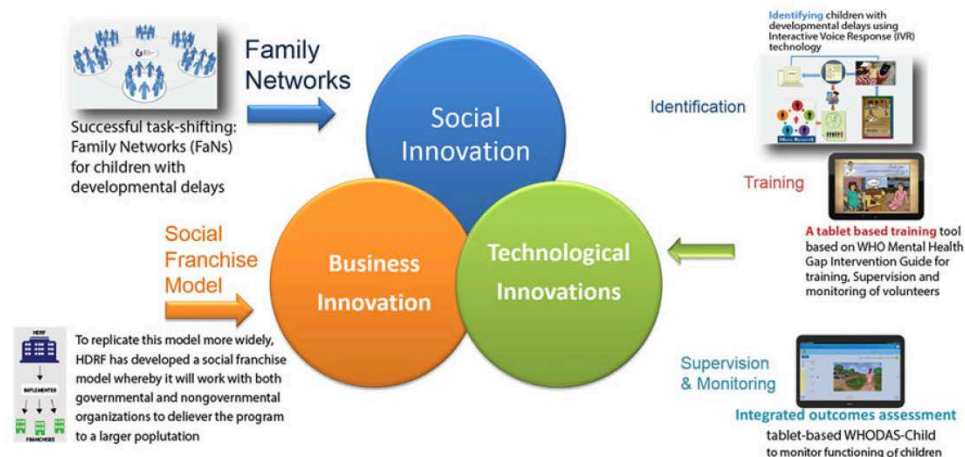 Family
Networks
Successful task-shifting:
Family Networks (FaNs)
for children with
developmental delays
Social
Innovation
Identifying children with
developmental delays using
Interactive Voice Response (IVR)
technology
Identification
Training
A tablet based training tool
based on WHO Mental Health
Gap Intervention Guide for
training, Supervision and
monitoring of volunteers
Social
Franchise
Model
Business
Innovation
Technological
Innovations
HDRF
IMPLEMENTER
FRANCHISES
To replicate this model more widely,
HDRF has developed a social franchise
model whereby it will work with both
governmental and nongovernmental
organizations to deliever the program
to a larger poplutation
Supervision
& Monitoring
Integrated outcomes assessment
tablet-based WHODAS-Child
to monitor functioning of children